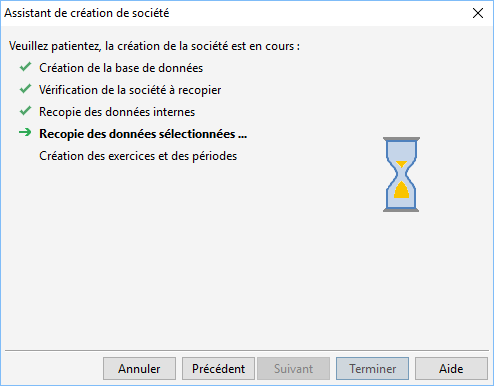 Assistant de création de société
Veuillez patientez, la création de la société est en cours :
Création de la base de données
Vérification de la société à recopier
Recopie des données internes
Recopie des données sélectionnées ...
Création des exercices et des périodes
Annuler Précédent Suivant Terminer Aide